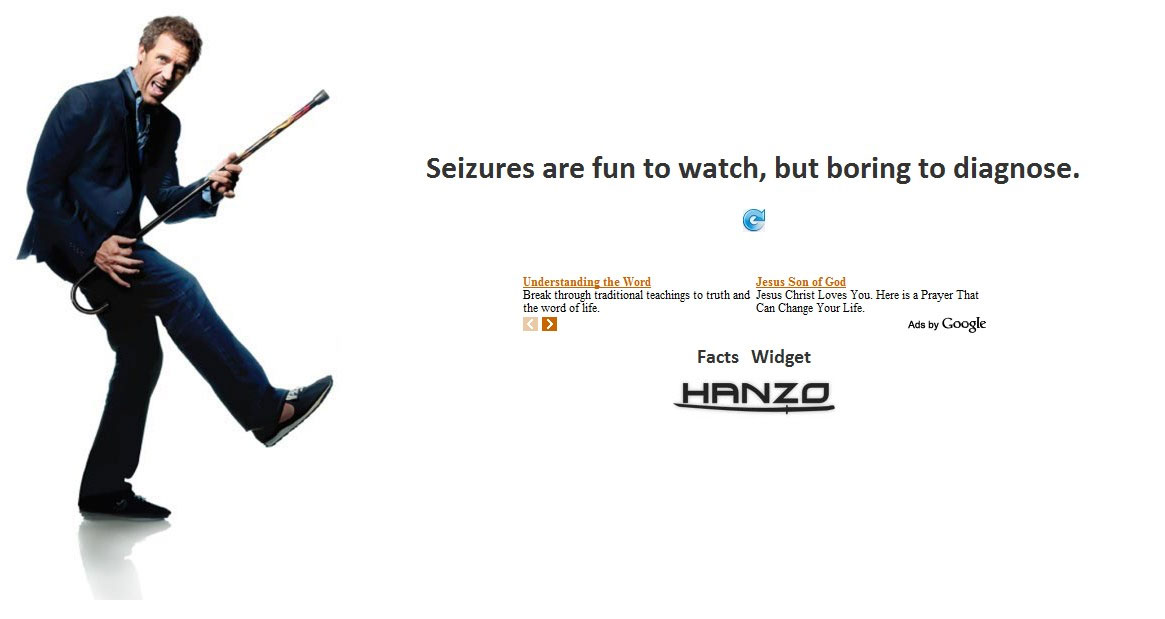 Seizures are fun to watch, but boring to diagnose.
Understanding the Word
Break through traditional teachings to truth and
the word of life.
Jesus Son of God
Jesus Christ Loves You. Here is a Prayer That
Can Change Your Life.
Ads by Google
Facts Widget
HANZO